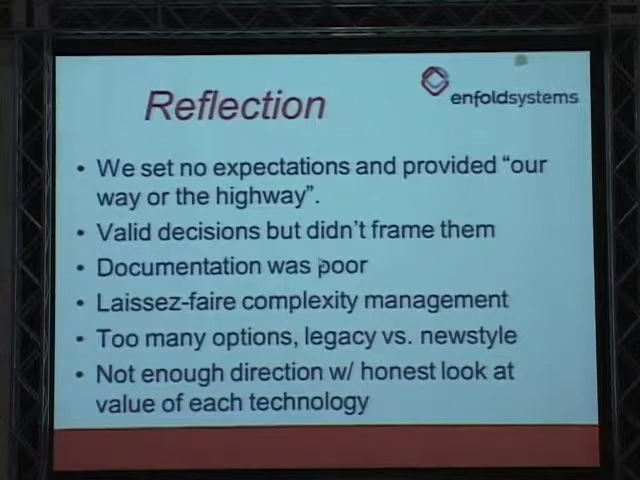 Reflection
enfoldsystems
• We set no expectations and provided “our
way or the highway”.
• Valid decisions but didn’t frame them
• Documentation was poor
• Laissez-faire complexity management
• Too many options, legacy vs. newstyle
• Not enough direction w/ honest look at
value of each technology